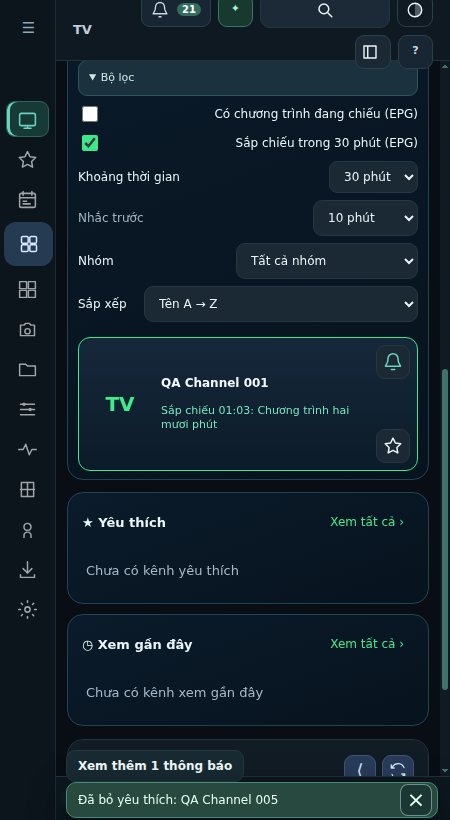 21
TV
?
▼ Bộ lọc
Có chương trình đang chiếu (EPG)
Sắp chiếu trong 30 phút (EPG)
Khoảng thời gian
30 phút
Nhắc trước
10 phút
Nhóm
Tất cả nhóm
Sắp xếp
Tên A → Z
TV
QA Channel 001
Sắp chiếu 01:03: Chương trình hai
mươi phút
★ Yêu thích
Xem tất cả ›
Chưa có kênh yêu thích
◷ Xem gần đây
Xem tất cả ›
Chưa có kênh xem gần đây
Xem thêm 1 thông báo
Đã bỏ yêu thích: QA Channel 005